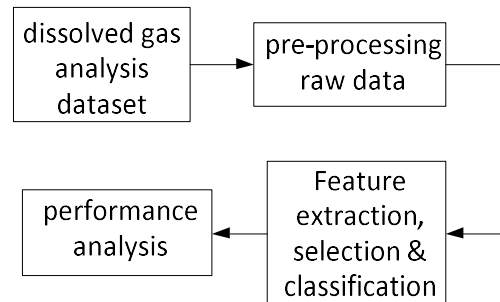 dissolved gas
analysis
dataset
pre-processing
raw data
Feature
extraction,
selection &
classification
performance
analysis